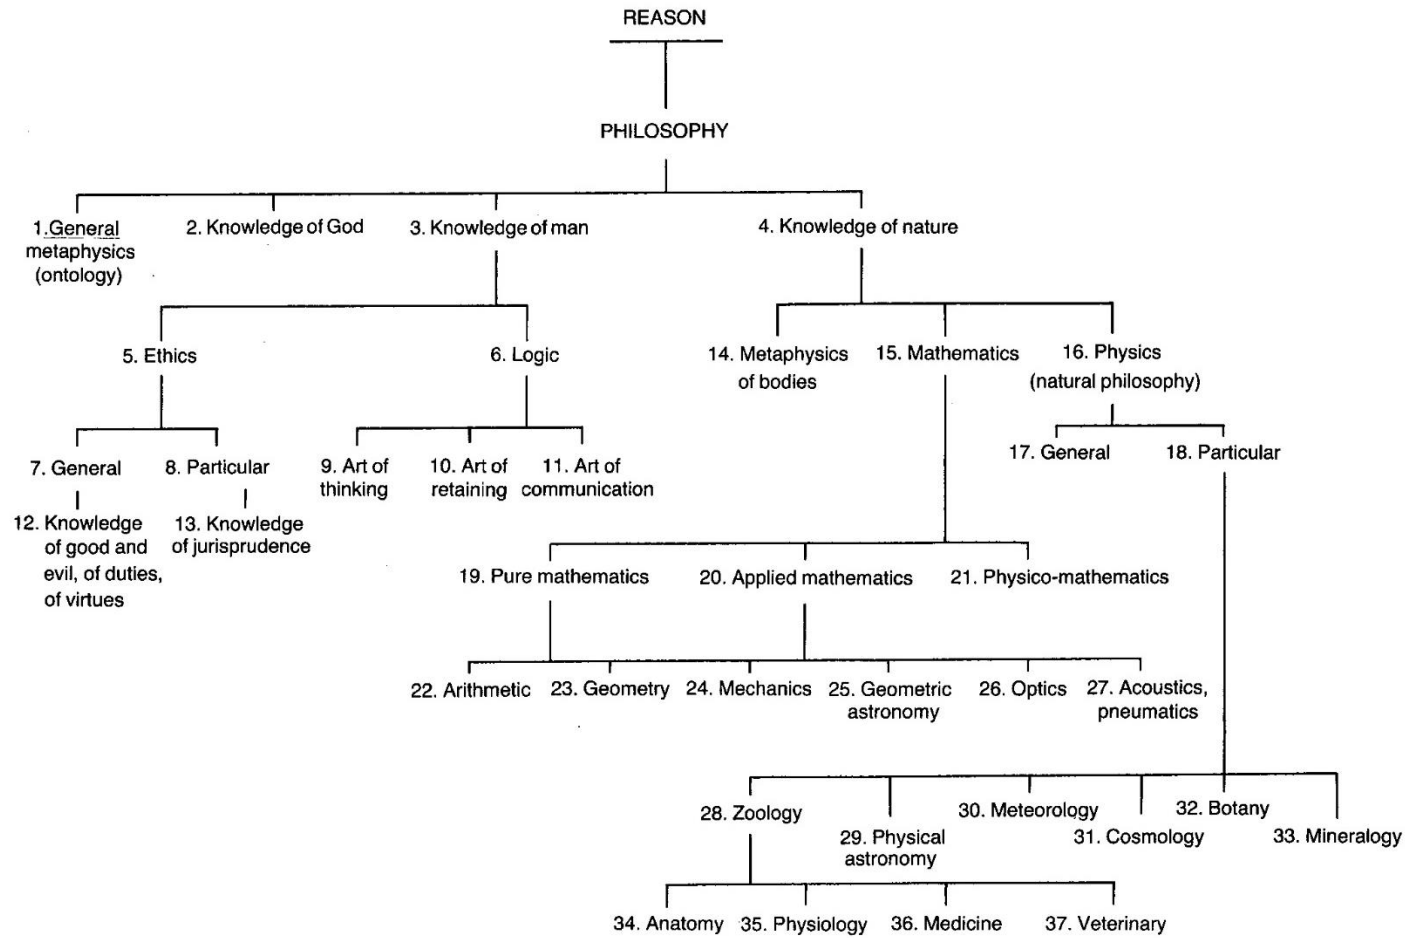 REASON
PHILOSOPHY
1.General
metaphysics
(ontology)
2. Knowledge of God
3. Knowledge of man
4. Knowledge of nature
5. Ethics
6. Logic
14. Metaphysics
of bodies
15. Mathematics
16. Physics
(natural philosophy)
7. General
8. Particular
9. Art of
thinking
10. Art of
retaining
11. Art of
communication
17. General
18. Particular
12. Knowledge
of good and
evil, of duties,
of virtues
13. Knowledge
of jurisprudence
19. Pure mathematics
20. Applied mathematics
21. Physico-mathematics
22. Arithmetic
23. Geometry
24. Mechanics
25. Geometric
astronomy
26. Optics
27. Acoustics,
pneumatics
28. Zoology
29. Physical
astronomy
30. Meteorology
31. Cosmology
32. Botany
33. Mineralogy
34. Anatomy
35. Physiology
36. Medicine
37. Veterinary